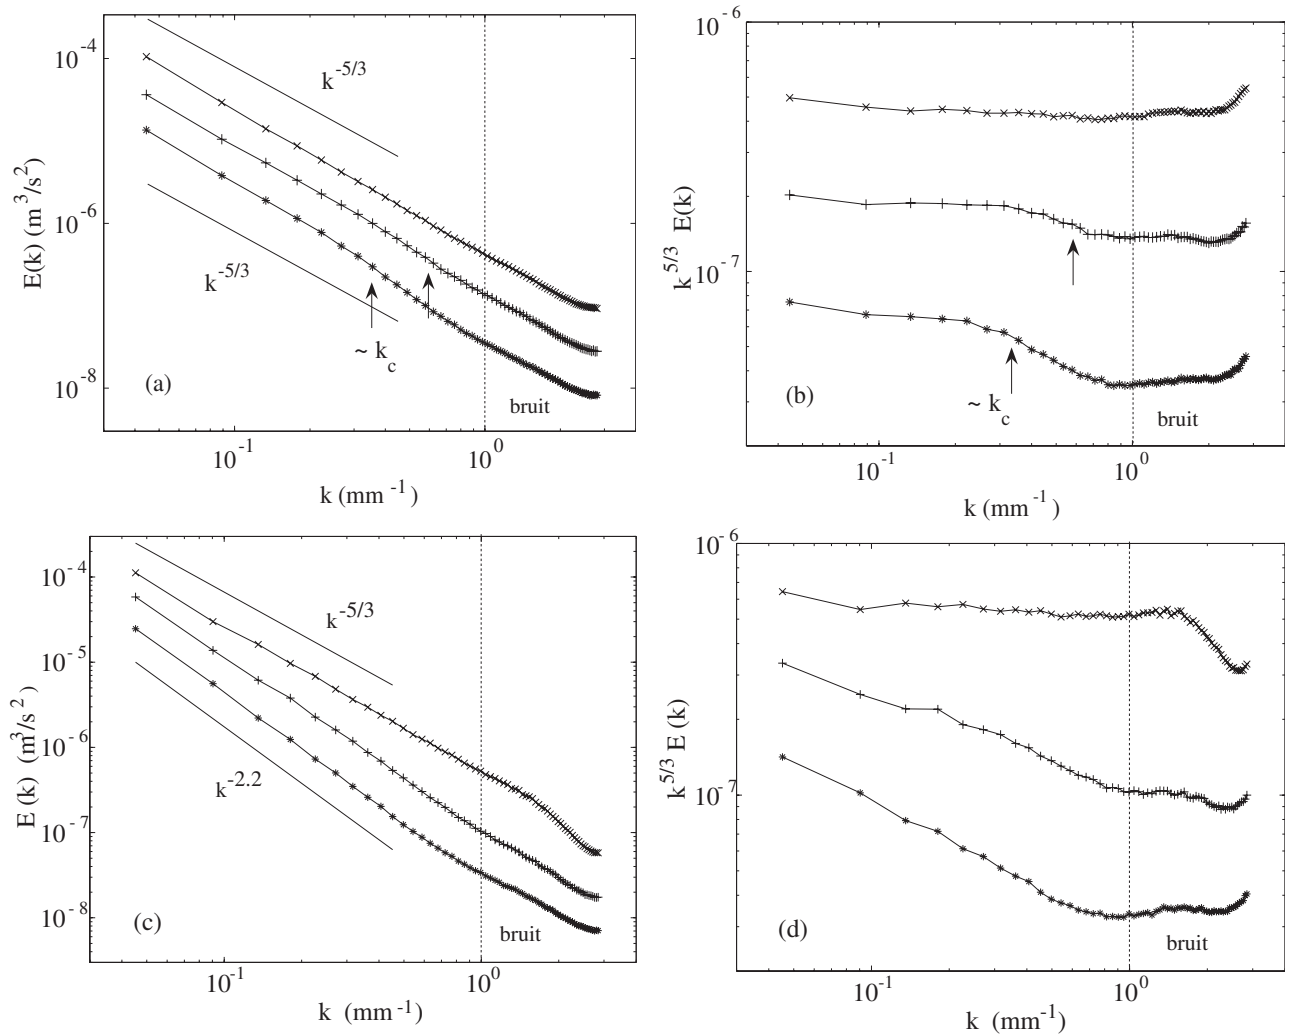 10^-4
10^-6
10^-8
E(k) (m^3/s^2)
k^-5/3
k^-5/3
~ k_c
(a)
bruit
10^-1
10^0
k (mm^-1)
10^-6
10^-7
k^5/3 E(k)
~ k_c
(b)
bruit
10^-1
10^0
k (mm^-1)
10^-4
10^-5
10^-6
10^-7
10^-8
E (k) (m^3/s^2)
k^-5/3
k^-2.2
(c)
bruit
10^-1
10^0
k (mm^-1)
10^-6
10^-7
k^5/3 E (k)
(d)
bruit
10^-1
10^0
k (mm^-1)